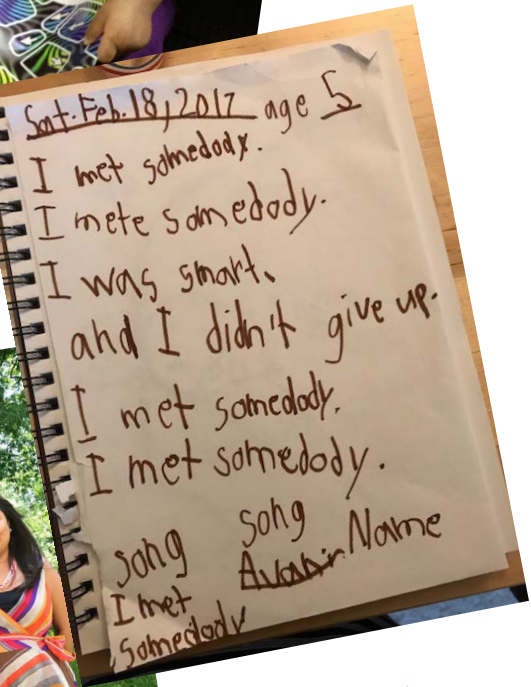 Sat. Feb. 18, 2017 age 5
I met somedody.
I mete somedody.
I was smart.
and I didn't give up.
I met somedody.
I met somedody.
song song Name
I met
somedody